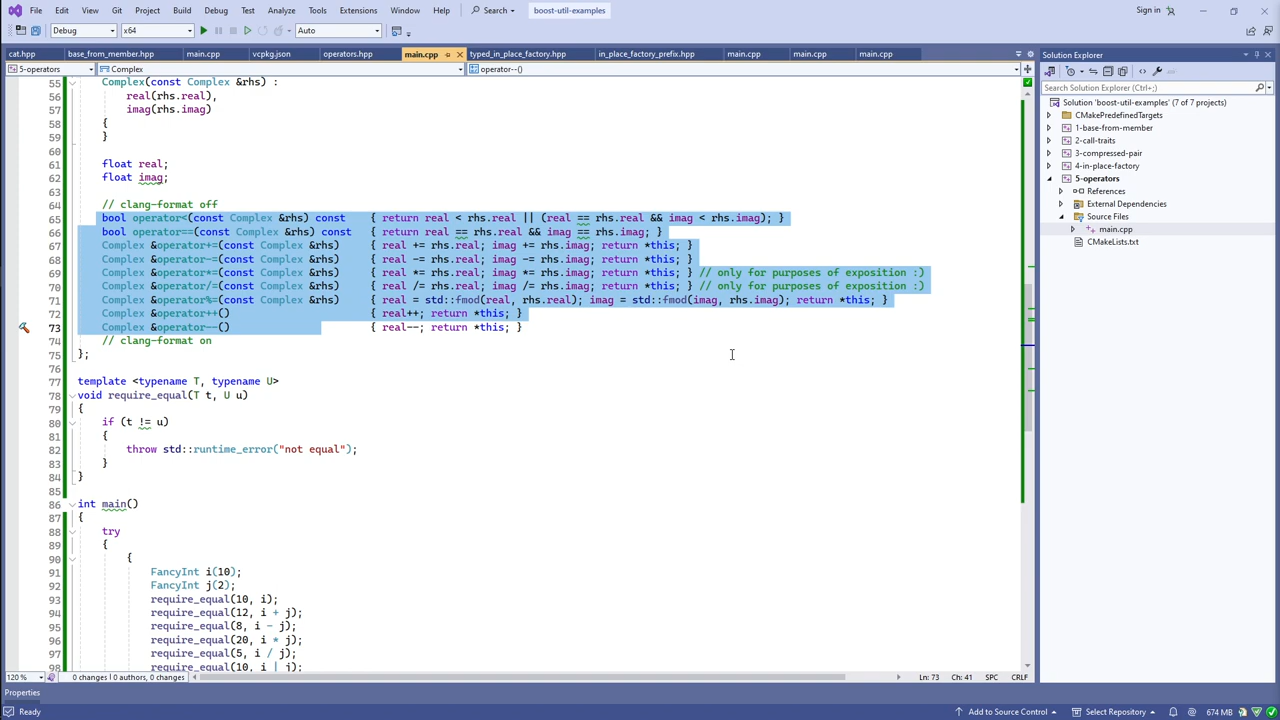 File Edit View Git Project Build Debug Test Analyze Tools Extensions Window Help Search boost-util-examples Sign in
Debug x64 Auto
cat.hpp base_from_member.hpp main.cpp vcpkg.json operators.hpp main.cpp typed_in_place_factory.hpp in_place_factory_prefix.hpp main.cpp main.cpp main.cpp
5-operators Complex operator--()
55 Complex(const Complex &rhs) :
56 real(rhs.real),
57 imag(rhs.imag)
58 {
59 }
60
61 float real;
62 float imag;
63
64 // clang-format off
65 bool operator<(const Complex &rhs) const { return real < rhs.real || (real == rhs.real && imag < rhs.imag); }
66 bool operator==(const Complex &rhs) const { return real == rhs.real && imag == rhs.imag; }
67 Complex &operator+=(const Complex &rhs) { real += rhs.real; imag += rhs.imag; return *this; }
68 Complex &operator-=(const Complex &rhs) { real -= rhs.real; imag -= rhs.imag; return *this; }
69 Complex &operator*=(const Complex &rhs) { real *= rhs.real; imag *= rhs.imag; return *this; } // only for purposes of exposition :)
70 Complex &operator/=(const Complex &rhs) { real /= rhs.real; imag /= rhs.imag; return *this; } // only for purposes of exposition :)
71 Complex &operator%=(const Complex &rhs) { real = std::fmod(real, rhs.real); imag = std::fmod(imag, rhs.imag); return *this; }
72 Complex &operator++() { real++; return *this; }
73 Complex &operator--() { real--; return *this; }
74 // clang-format on
75 };
76
77 template <typename T, typename U>
78 void require_equal(T t, U u)
79 {
80 if (t != u)
81 {
82 throw std::runtime_error("not equal");
83 }
84 }
85
86 int main()
87 {
88 try
89 {
90 {
91 FancyInt i(10);
92 FancyInt j(2);
93 require_equal(10, i);
94 require_equal(12, i + j);
95 require_equal(8, i - j);
96 require_equal(20, i * j);
97 require_equal(5, i / j);
98 require_equal(10, i | j);
120 % 0 changes | 0 authors, 0 changes Ln: 73 Ch: 41 SPC CRLF
Properties
Ready Add to Source Control Select Repository 674 MB
Solution Explorer
Search Solution Explorer (Ctrl+;)
Solution 'boost-util-examples' (7 of 7 projects)
CMakePredefinedTargets
1-base-from-member
2-call-traits
3-compressed-pair
4-in-place-factory
5-operators
References
External Dependencies
Source Files
main.cpp
CMakeLists.txt